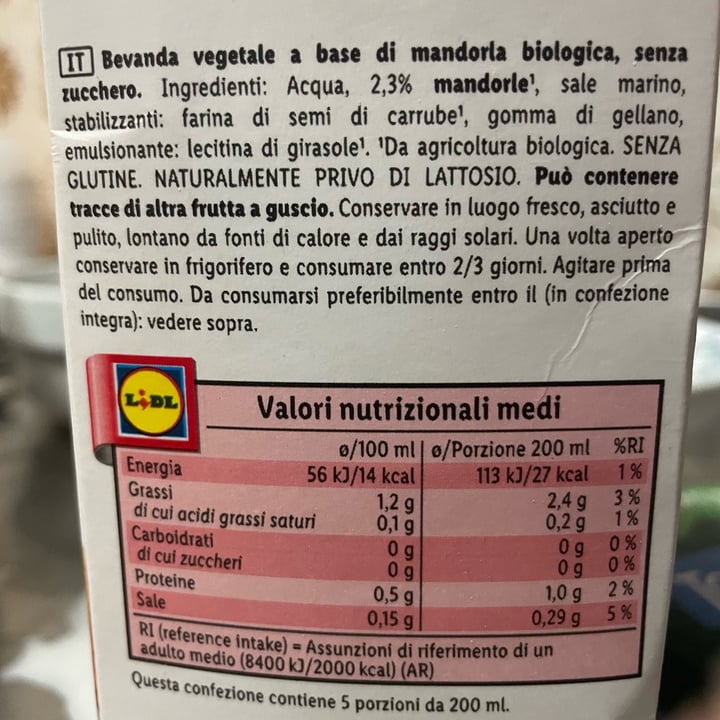 IT Bevanda vegetale a base di mandorla biologica, senza
zucchero. Ingredienti: Acqua, 2,3% mandorle¹, sale marino,
stabilizzanti: farina di semi di carrube¹, gomma di gellano,
emulsionante: lecitina di girasole¹. ¹Da agricoltura biologica. SENZA
GLUTINE. NATURALMENTE PRIVO DI LATTOSIO. Può contenere
tracce di altra frutta a guscio. Conservare in luogo fresco, asciutto e
pulito, lontano da fonti di calore e dai raggi solari. Una volta aperto
conservare in frigorifero e consumare entro 2/3 giorni. Agitare prima
del consumo. Da consumarsi preferibilmente entro il (in confezione
integra): vedere sopra.
LIDL
Valori nutrizionali medi
ø/100 ml ø/Porzione 200 ml %RI
Energia 56 kJ/14 kcal 113 kJ/27 kcal 1%
Grassi 1,2 g 2,4 g 3%
di cui acidi grassi saturi 0,1 g 0,2 g 1%
Carboidrati 0 g 0 g 0%
di cui zuccheri 0 g 0 g 0%
Proteine 0,5 g 1,0 g 2%
Sale 0,15 g 0,29 g 5%
RI (reference intake) = Assunzioni di riferimento di un
adulto medio (8400 kJ/2000 kcal) (AR)
Questa confezione contiene 5 porzioni da 200 ml.